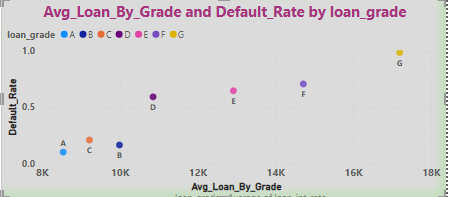 Avg_Loan_By_Grade and Default_Rate by loan_grade
loan_grade A B C D E F G
1.0
0.5
0.0
Default_Rate
A
C
B
D
E
F
G
8K 10K 12K 14K 16K 18K
Avg_Loan_By_Grade